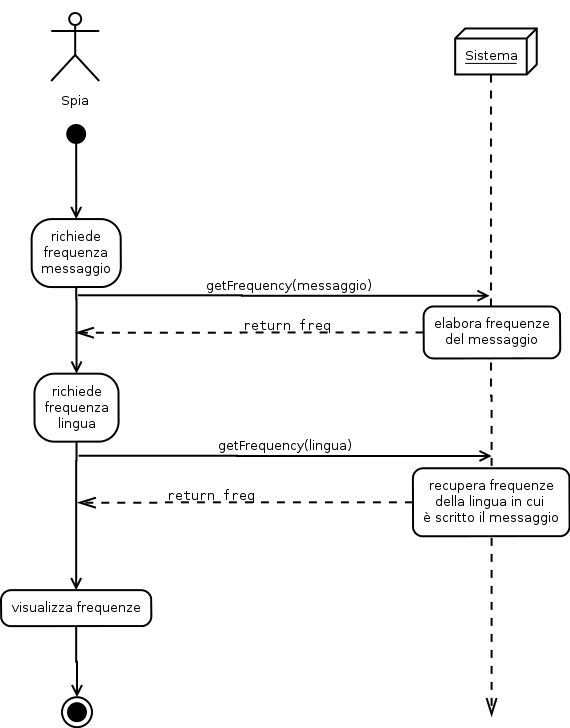 Sistema
Spia
richiede
frequenza
messaggio
getFrequency(messaggio)
return freq
elabora frequenze
del messaggio
richiede
frequenza
lingua
getFrequency(lingua)
return freq
recupera frequenze
della lingua in cui
è scritto il messaggio
visualizza frequenze